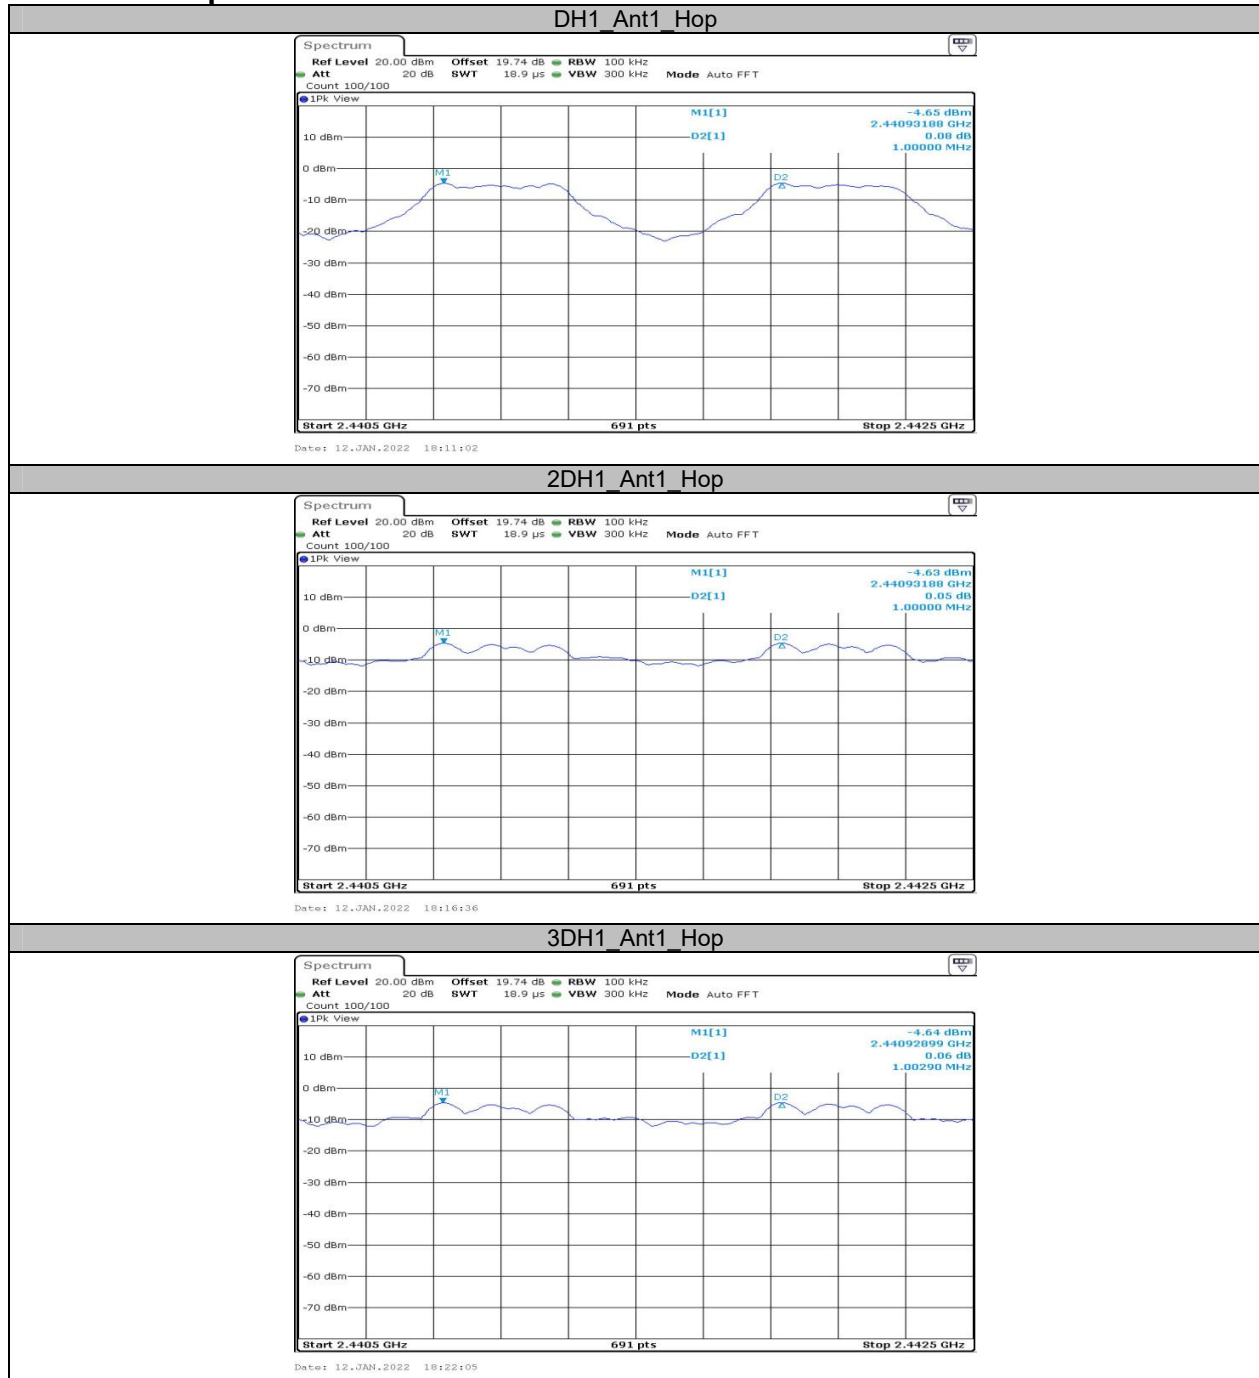 DH1_Ant1_Hop
Spectrum
Ref Level 20.00 dBm Offset 19.74 dB RBW 100 kHz
Att 20 dB SWT 18.9 µs VBW 300 kHz Mode Auto FFT
Count 100/100
1Pk View
M1[1] -4.65 dBm
2.44093188 GHz
10 dBm D2[1] 0.08 dB
1.00000 MHz
0 dBm
M1 D2
-10 dBm
-20 dBm
-30 dBm
-40 dBm
-50 dBm
-60 dBm
-70 dBm
Start 2.4405 GHz 691 pts Stop 2.4425 GHz
Date: 12.JAN.2022 18:11:02
2DH1_Ant1_Hop
Spectrum
Ref Level 20.00 dBm Offset 19.74 dB RBW 100 kHz
Att 20 dB SWT 18.9 µs VBW 300 kHz Mode Auto FFT
Count 100/100
1Pk View
M1[1] -4.63 dBm
2.44093188 GHz
10 dBm D2[1] 0.05 dB
1.00000 MHz
0 dBm
M1 D2
-10 dBm
-20 dBm
-30 dBm
-40 dBm
-50 dBm
-60 dBm
-70 dBm
Start 2.4405 GHz 691 pts Stop 2.4425 GHz
Date: 12.JAN.2022 18:16:36
3DH1_Ant1_Hop
Spectrum
Ref Level 20.00 dBm Offset 19.74 dB RBW 100 kHz
Att 20 dB SWT 18.9 µs VBW 300 kHz Mode Auto FFT
Count 100/100
1Pk View
M1[1] -4.64 dBm
2.44092899 GHz
10 dBm D2[1] 0.06 dB
1.00290 MHz
0 dBm
M1 D2
-10 dBm
-20 dBm
-30 dBm
-40 dBm
-50 dBm
-60 dBm
-70 dBm
Start 2.4405 GHz 691 pts Stop 2.4425 GHz
Date: 12.JAN.2022 18:22:05